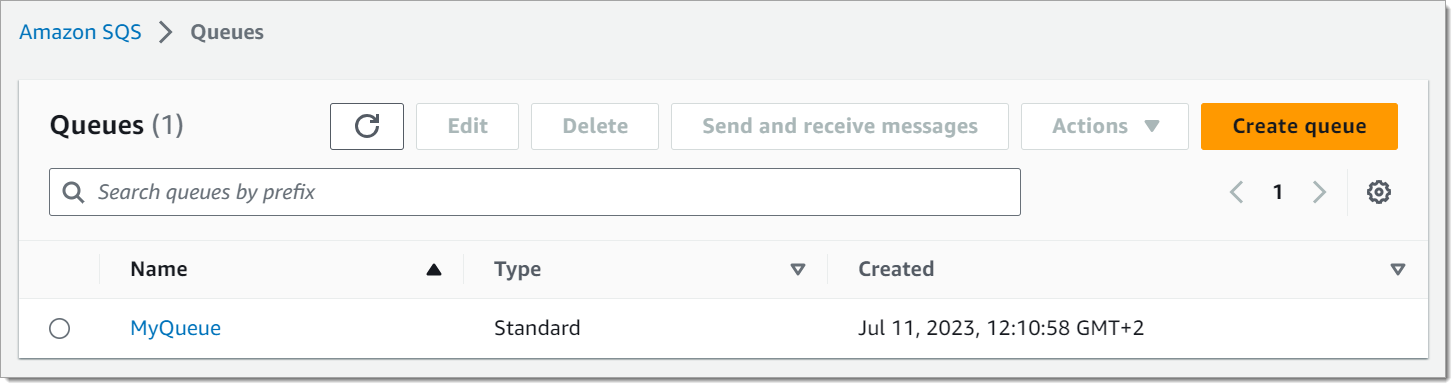 Amazon SQS > Queues
Queues (1) Edit Delete Send and receive messages Actions Create queue
Search queues by prefix 1
Name Type Created
MyQueue Standard Jul 11, 2023, 12:10:58 GMT+2